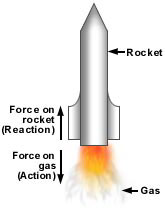 Rocket
Force on
rocket
(Reaction)
Force on
gas
(Action)
Gas